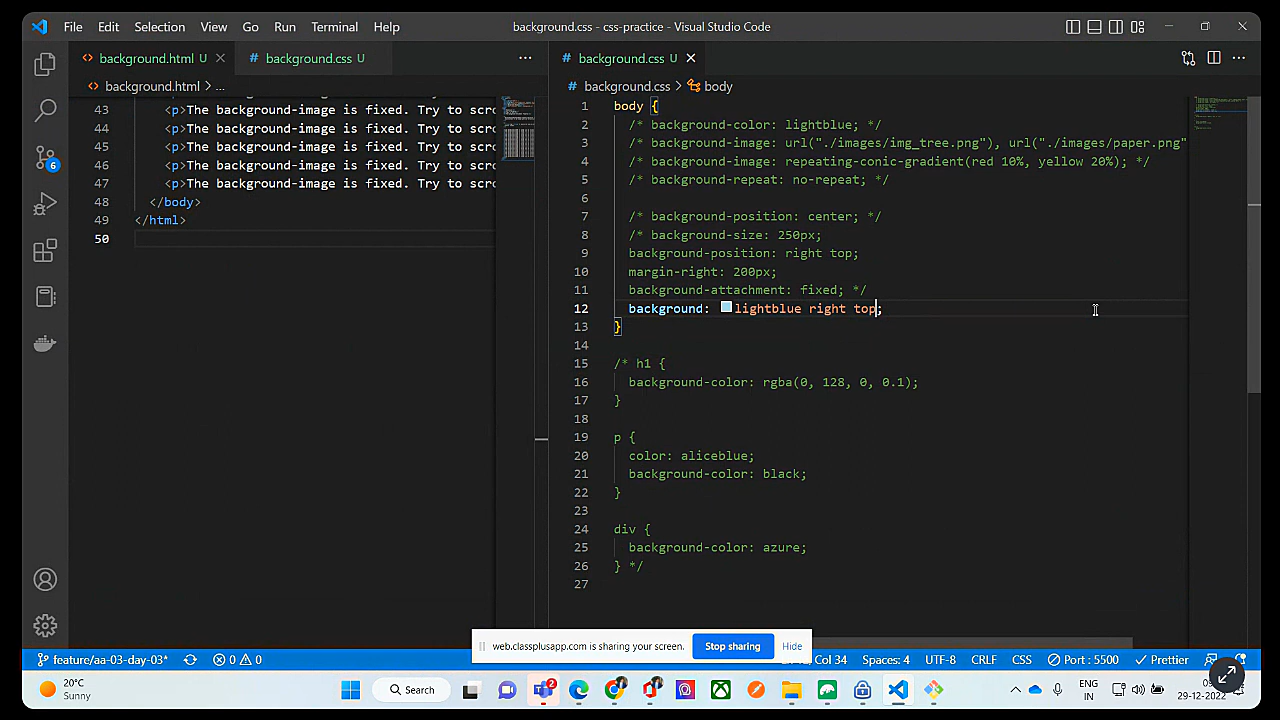 File Edit Selection View Go Run Terminal Help
background.css - css-practice - Visual Studio Code
background.html U
background.css U
background.css U
background.html > ...
background.css > body
43 <p>The background-image is fixed. Try to scro
44 <p>The background-image is fixed. Try to scro
45 <p>The background-image is fixed. Try to scro
46 <p>The background-image is fixed. Try to scro
47 <p>The background-image is fixed. Try to scro
48 </body>
49 </html>
50
1 body {
2 /* background-color: lightblue; */
3 /* background-image: url("./images/img_tree.png"), url("./images/paper.png"
4 /* background-image: repeating-conic-gradient(red 10%, yellow 20%); */
5 /* background-repeat: no-repeat; */
6
7 /* background-position: center; */
8 /* background-size: 250px;
9 background-position: right top;
10 margin-right: 200px;
11 background-attachment: fixed; */
12 background: lightblue right top;
13 }
14
15 /* h1 {
16 background-color: rgba(0, 128, 0, 0.1);
17 }
18
19 p {
20 color: aliceblue;
21 background-color: black;
22 }
23
24 div {
25 background-color: azure;
26 } */
27
6
web.classplusapp.com is sharing your screen. Stop sharing Hide
feature/aa-03-day-03* 0 0 Col 34 Spaces: 4 UTF-8 CRLF CSS Port : 5500 Prettier
20°C
Sunny
Search
2
ENG
IN
29-12-2022